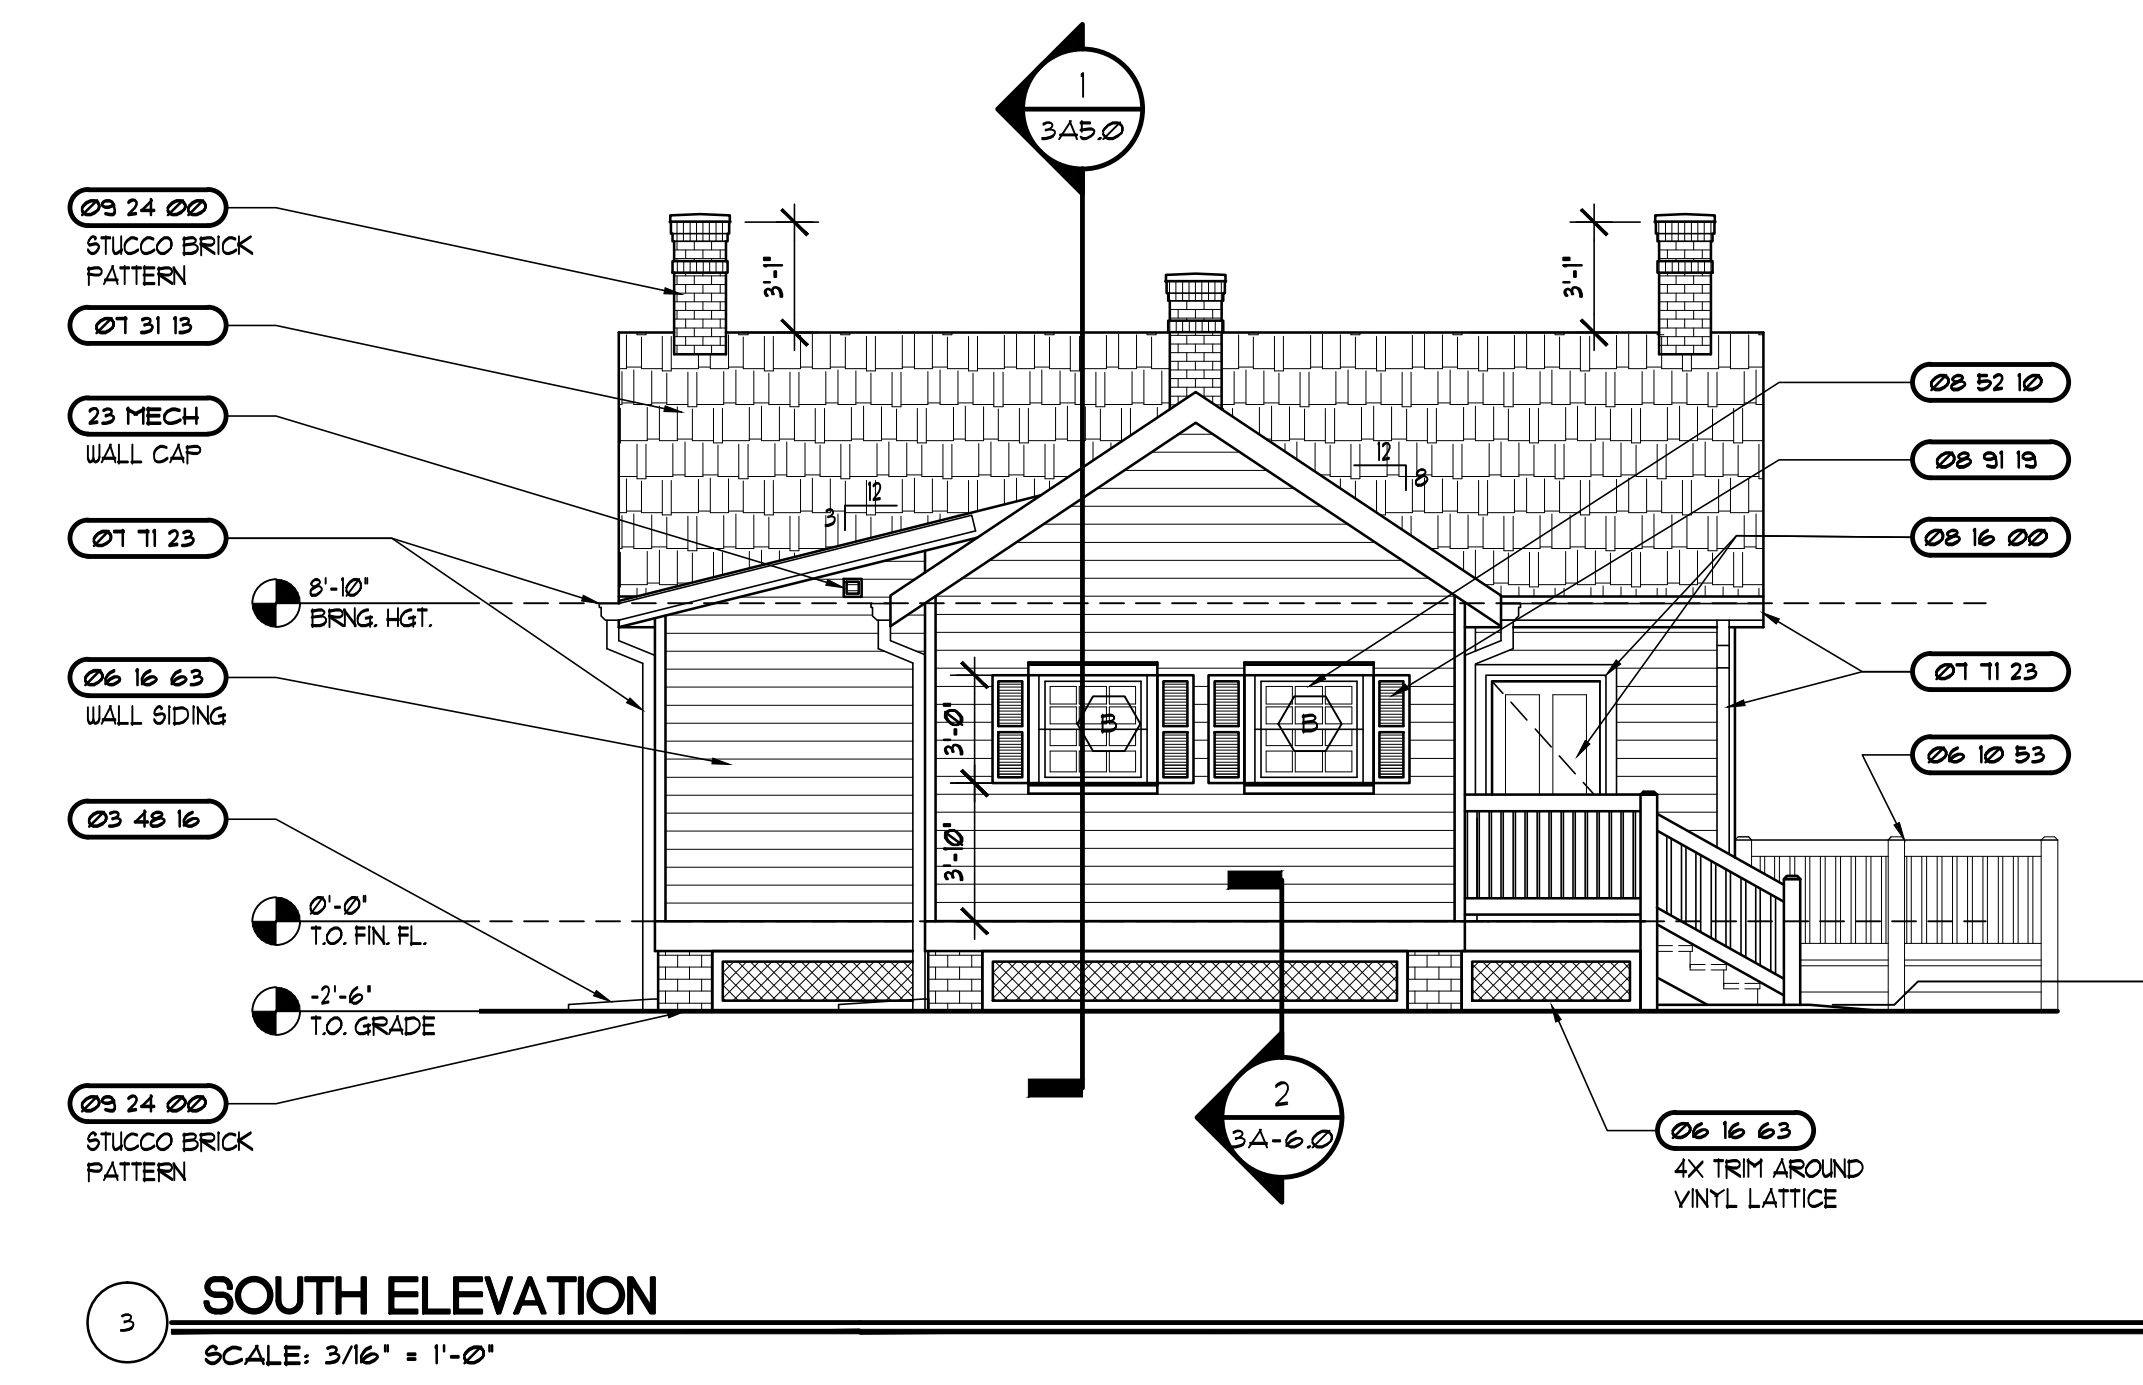 1
3A5.0
09 24 00
STUCCO BRICK
PATTERN
07 31 13
23 MECH
WALL CAP
07 71 23
8'-10"
BRNG. HGT.
06 16 63
WALL SIDING
03 48 16
0'-0"
T.O. FIN. FL.
-2'-6"
T.O. GRADE
09 24 00
STUCCO BRICK
PATTERN
3'-1"
3'-1"
12
3
12
8
3'-0"
3'-10"
B
B
08 52 10
08 91 19
08 16 00
07 71 23
06 10 53
2
3A-6.0
06 16 63
4X TRIM AROUND
VINYL LATTICE
3
SOUTH ELEVATION
SCALE: 3/16" = 1'-0"